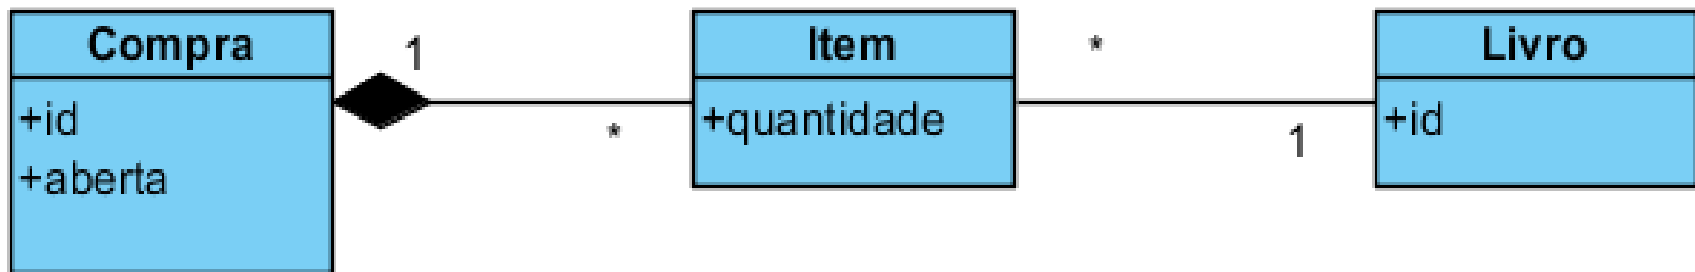 Compra
+id
+aberta
1
*
Item
+quantidade
*
1
Livro
+id